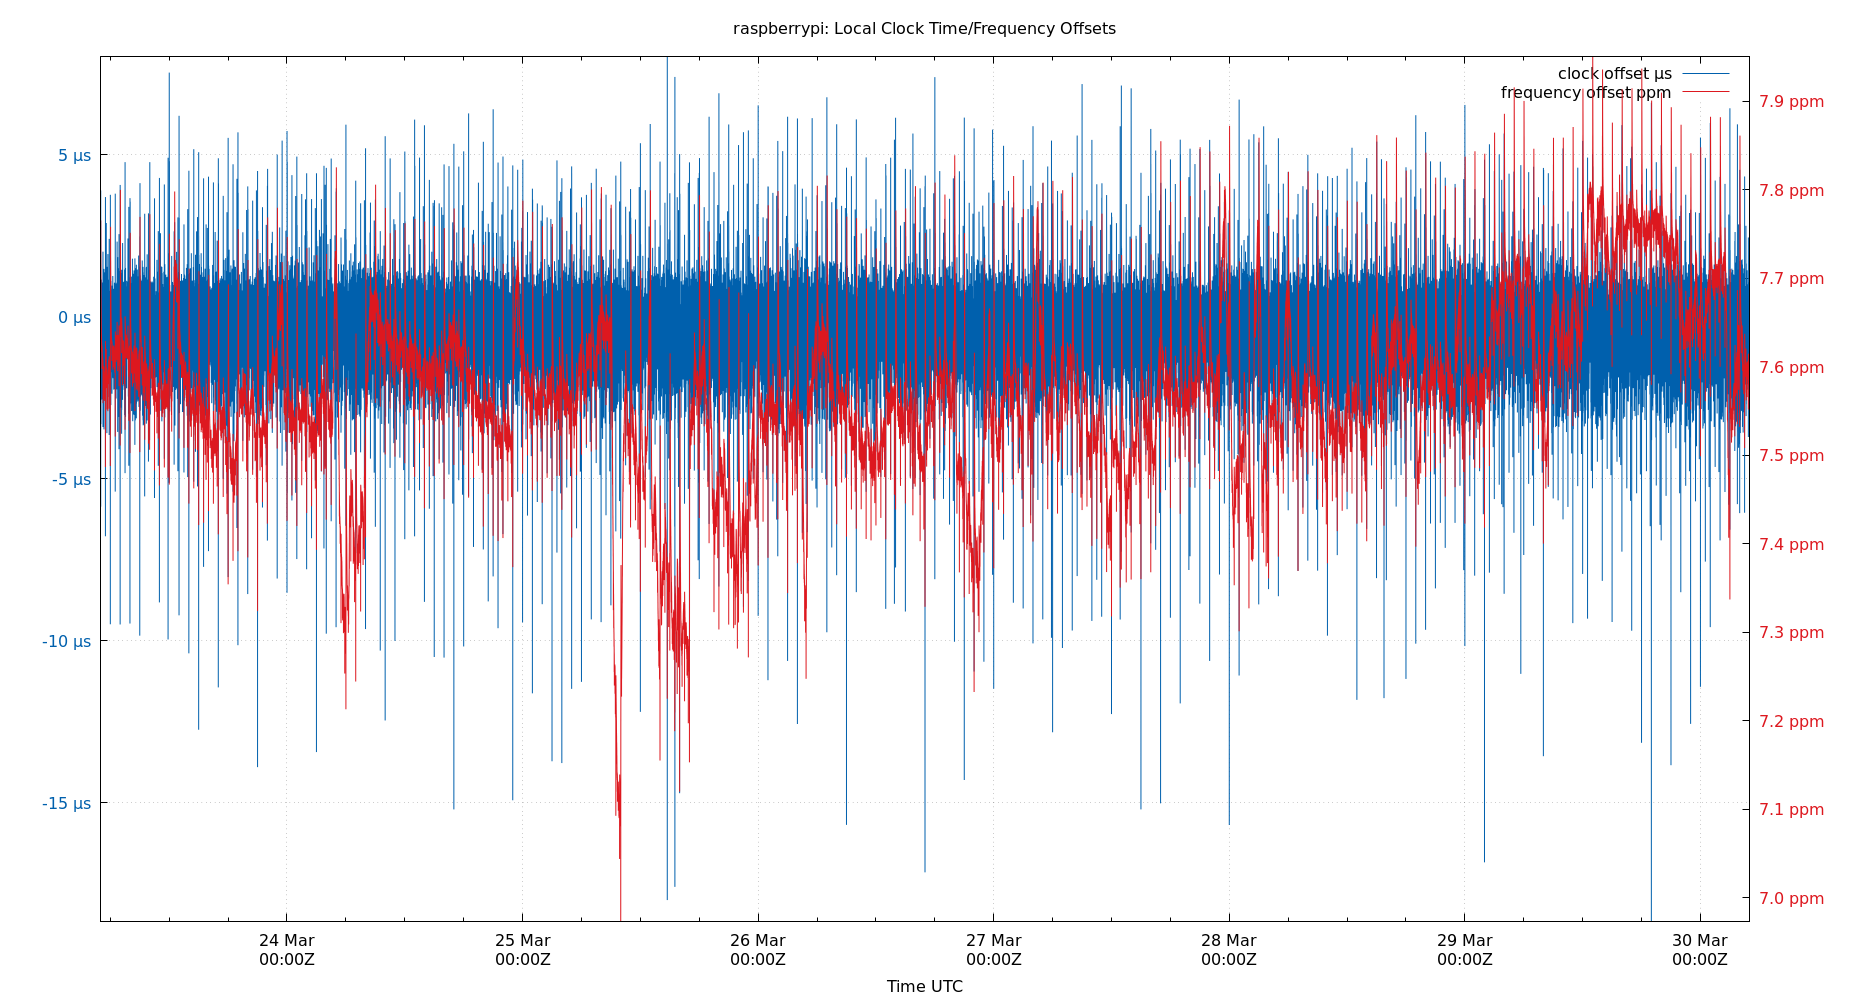 raspberrypi: Local Clock Time/Frequency Offsets
clock offset µs
frequency offset ppm
5 µs
0 µs
-5 µs
-10 µs
-15 µs
7.9 ppm
7.8 ppm
7.7 ppm
7.6 ppm
7.5 ppm
7.4 ppm
7.3 ppm
7.2 ppm
7.1 ppm
7.0 ppm
24 Mar
00:00Z
25 Mar
00:00Z
26 Mar
00:00Z
27 Mar
00:00Z
28 Mar
00:00Z
29 Mar
00:00Z
30 Mar
00:00Z
Time UTC